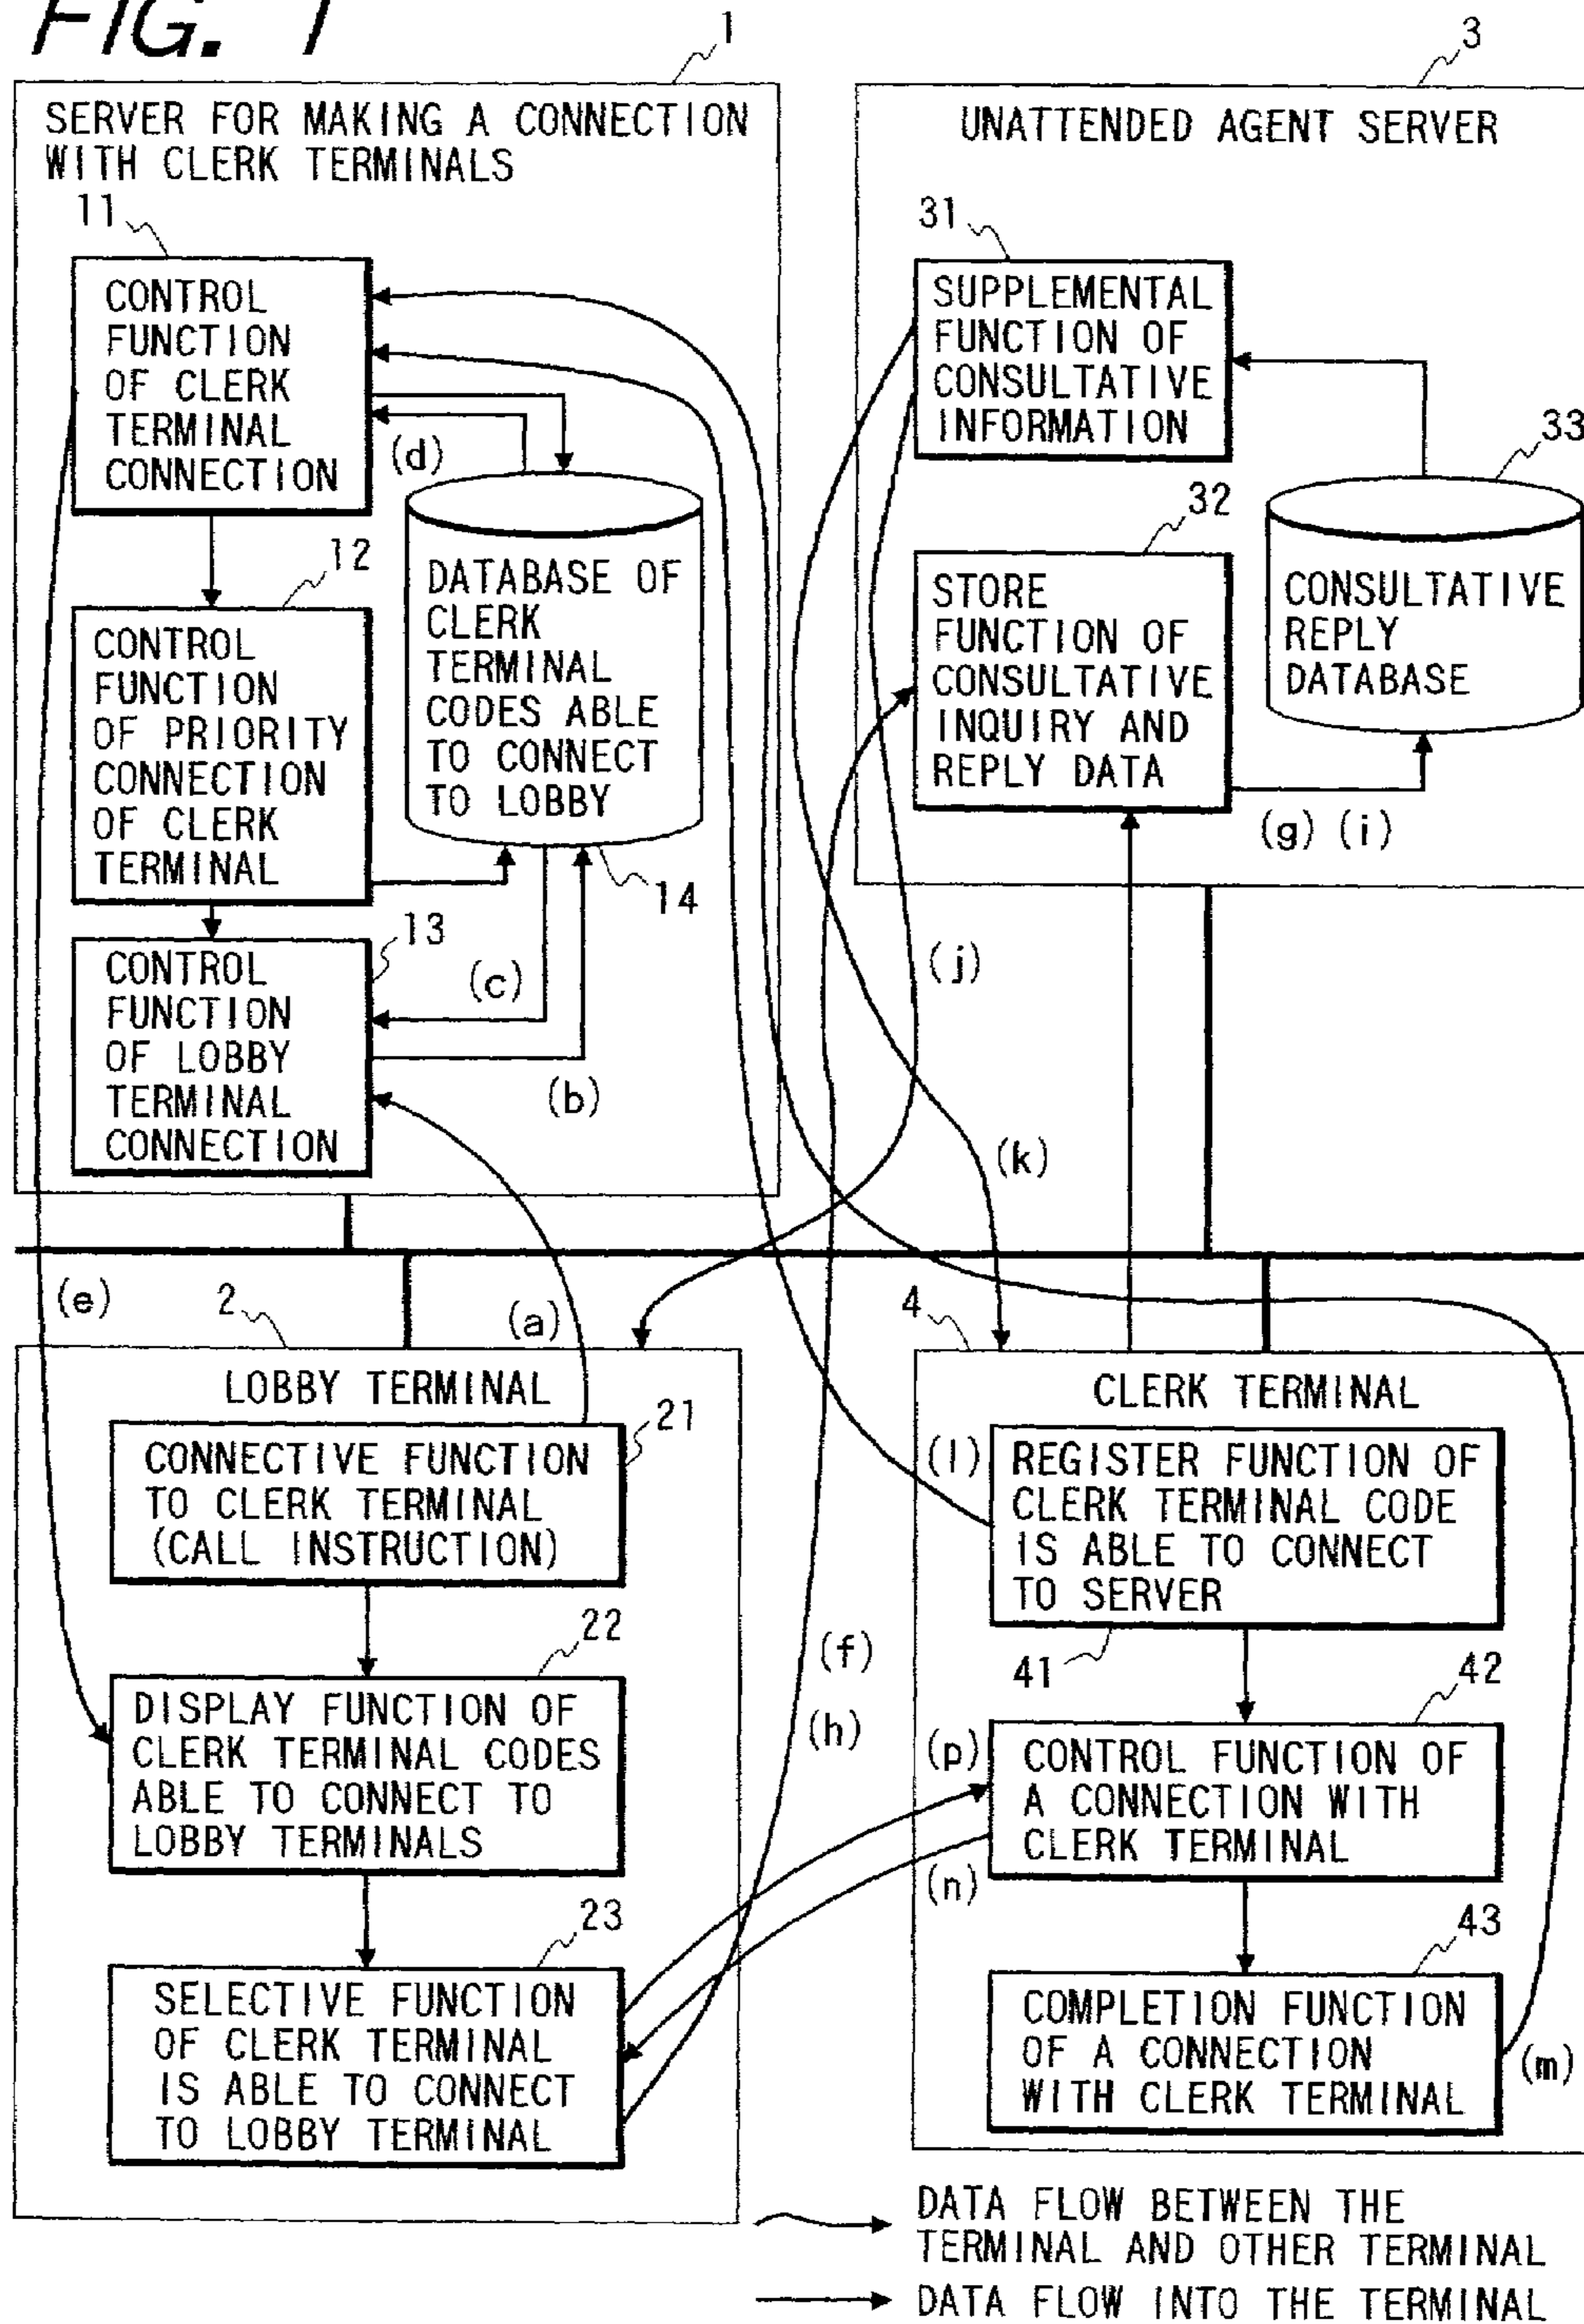 FIG. 1
1
SERVER FOR MAKING A CONNECTION
WITH CLERK TERMINALS
11
CONTROL
FUNCTION
OF CLERK
TERMINAL
CONNECTION
(d)
12
CONTROL
FUNCTION
OF PRIORITY
CONNECTION
OF CLERK
TERMINAL
DATABASE OF
CLERK
TERMINAL
CODES ABLE
TO CONNECT
TO LOBBY
14
13
CONTROL
FUNCTION
OF LOBBY
TERMINAL
CONNECTION
(c)
(b)
3
UNATTENDED AGENT SERVER
31
SUPPLEMENTAL
FUNCTION OF
CONSULTATIVE
INFORMATION
33
CONSULTATIVE
REPLY
DATABASE
32
STORE
FUNCTION OF
CONSULTATIVE
INQUIRY AND
REPLY DATA
(g) (i)
(j)
(k)
(e)
(a)
2
LOBBY TERMINAL
21
CONNECTIVE FUNCTION
TO CLERK TERMINAL
(CALL INSTRUCTION)
22
DISPLAY FUNCTION OF
CLERK TERMINAL CODES
ABLE TO CONNECT TO
LOBBY TERMINALS
23
SELECTIVE FUNCTION
OF CLERK TERMINAL
IS ABLE TO CONNECT
TO LOBBY TERMINAL
(f)
(h)
4
CLERK TERMINAL
(l)
REGISTER FUNCTION OF
CLERK TERMINAL CODE
IS ABLE TO CONNECT
TO SERVER
41
42
(p)
CONTROL FUNCTION OF
A CONNECTION WITH
CLERK TERMINAL
(n)
43
COMPLETION FUNCTION
OF A CONNECTION
WITH CLERK TERMINAL
(m)
DATA FLOW BETWEEN THE
TERMINAL AND OTHER TERMINAL
DATA FLOW INTO THE TERMINAL